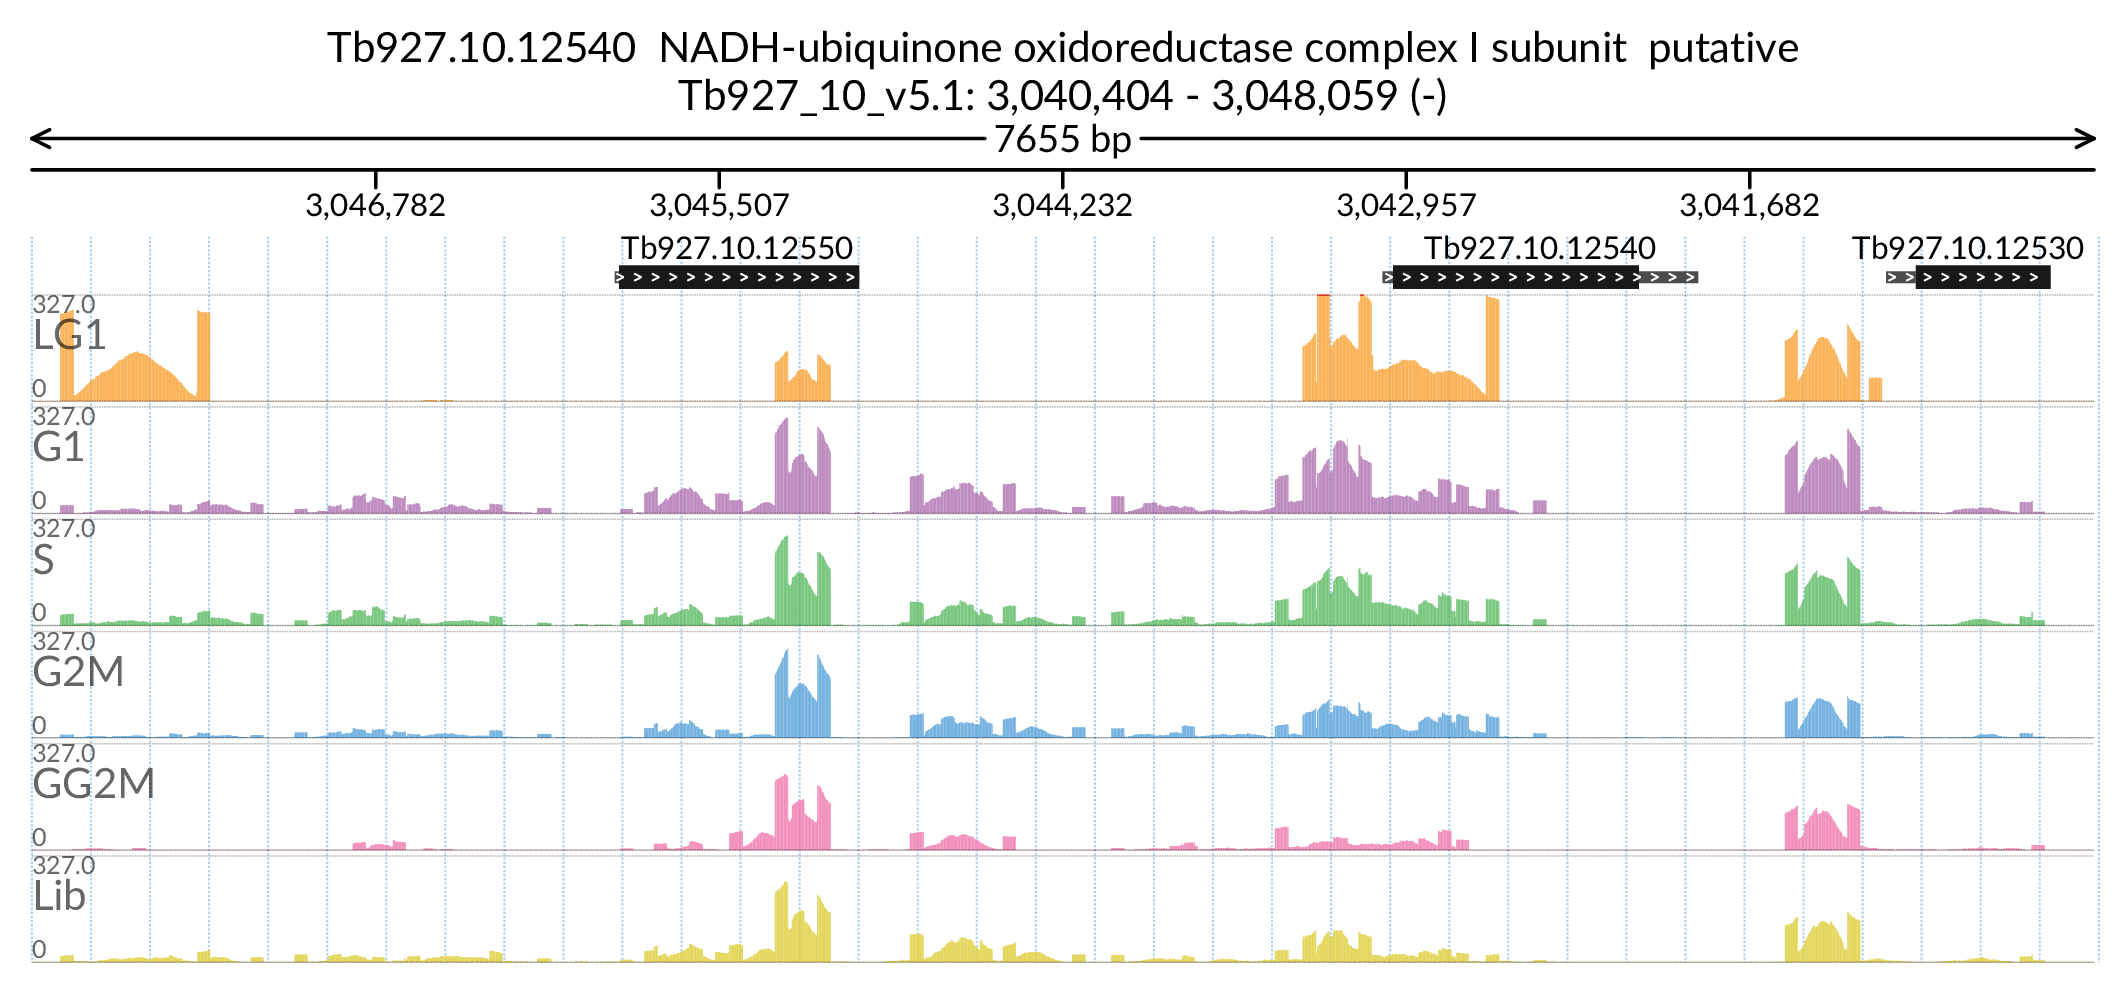 Tb927.10.12540  NADH-ubiquinone oxidoreductase complex I subunit  putative
Tb927_10_v5.1: 3,040,404 - 3,048,059 (-)
7655 bp
3,046,782 3,045,507 3,044,232 3,042,957 3,041,682
Tb927.10.12550 Tb927.10.12540 Tb927.10.12530
327.0
LG1
0
327.0
G1
0
327.0
S
0
327.0
G2M
0
327.0
GG2M
0
327.0
Lib
0